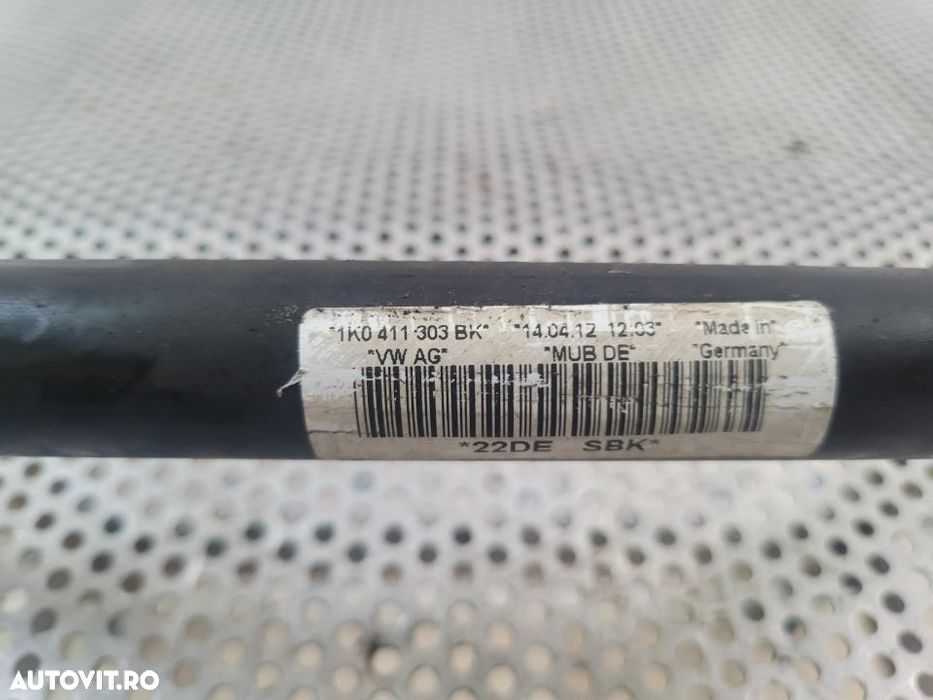 "1K0 411 303 BK" "14.04.12 12:03" "Made in"
"VW AG" "MUB DE" "Germany"
*22DE SBK*
AUTOVIT.RO